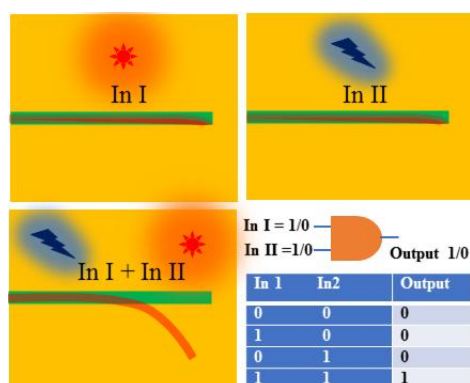 In I
In II
In I + In II
In I = 1/0
In II =1/0
Output 1/0
In 1 In2 Output
0 0 0
1 0 0
0 1 0
1 1 1